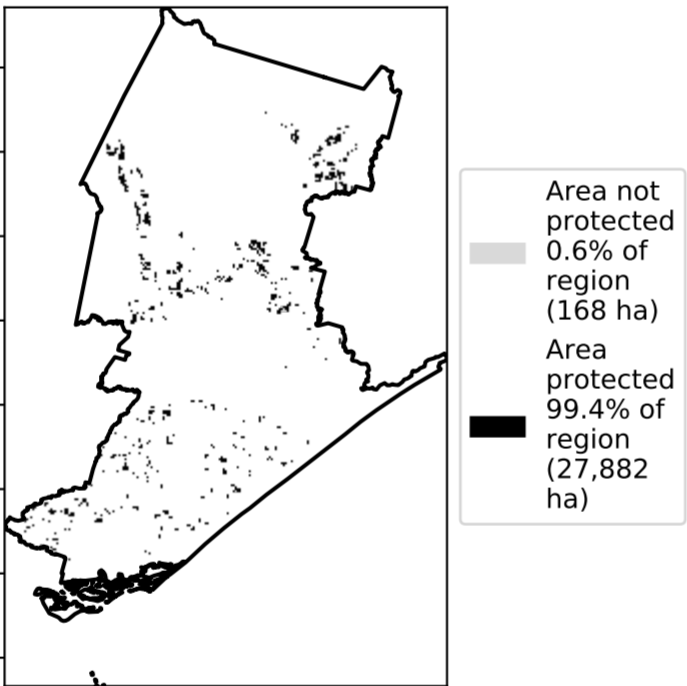 Area not
protected
0.6% of
region
(168 ha)
Area
protected
99.4% of
region
(27,882
ha)